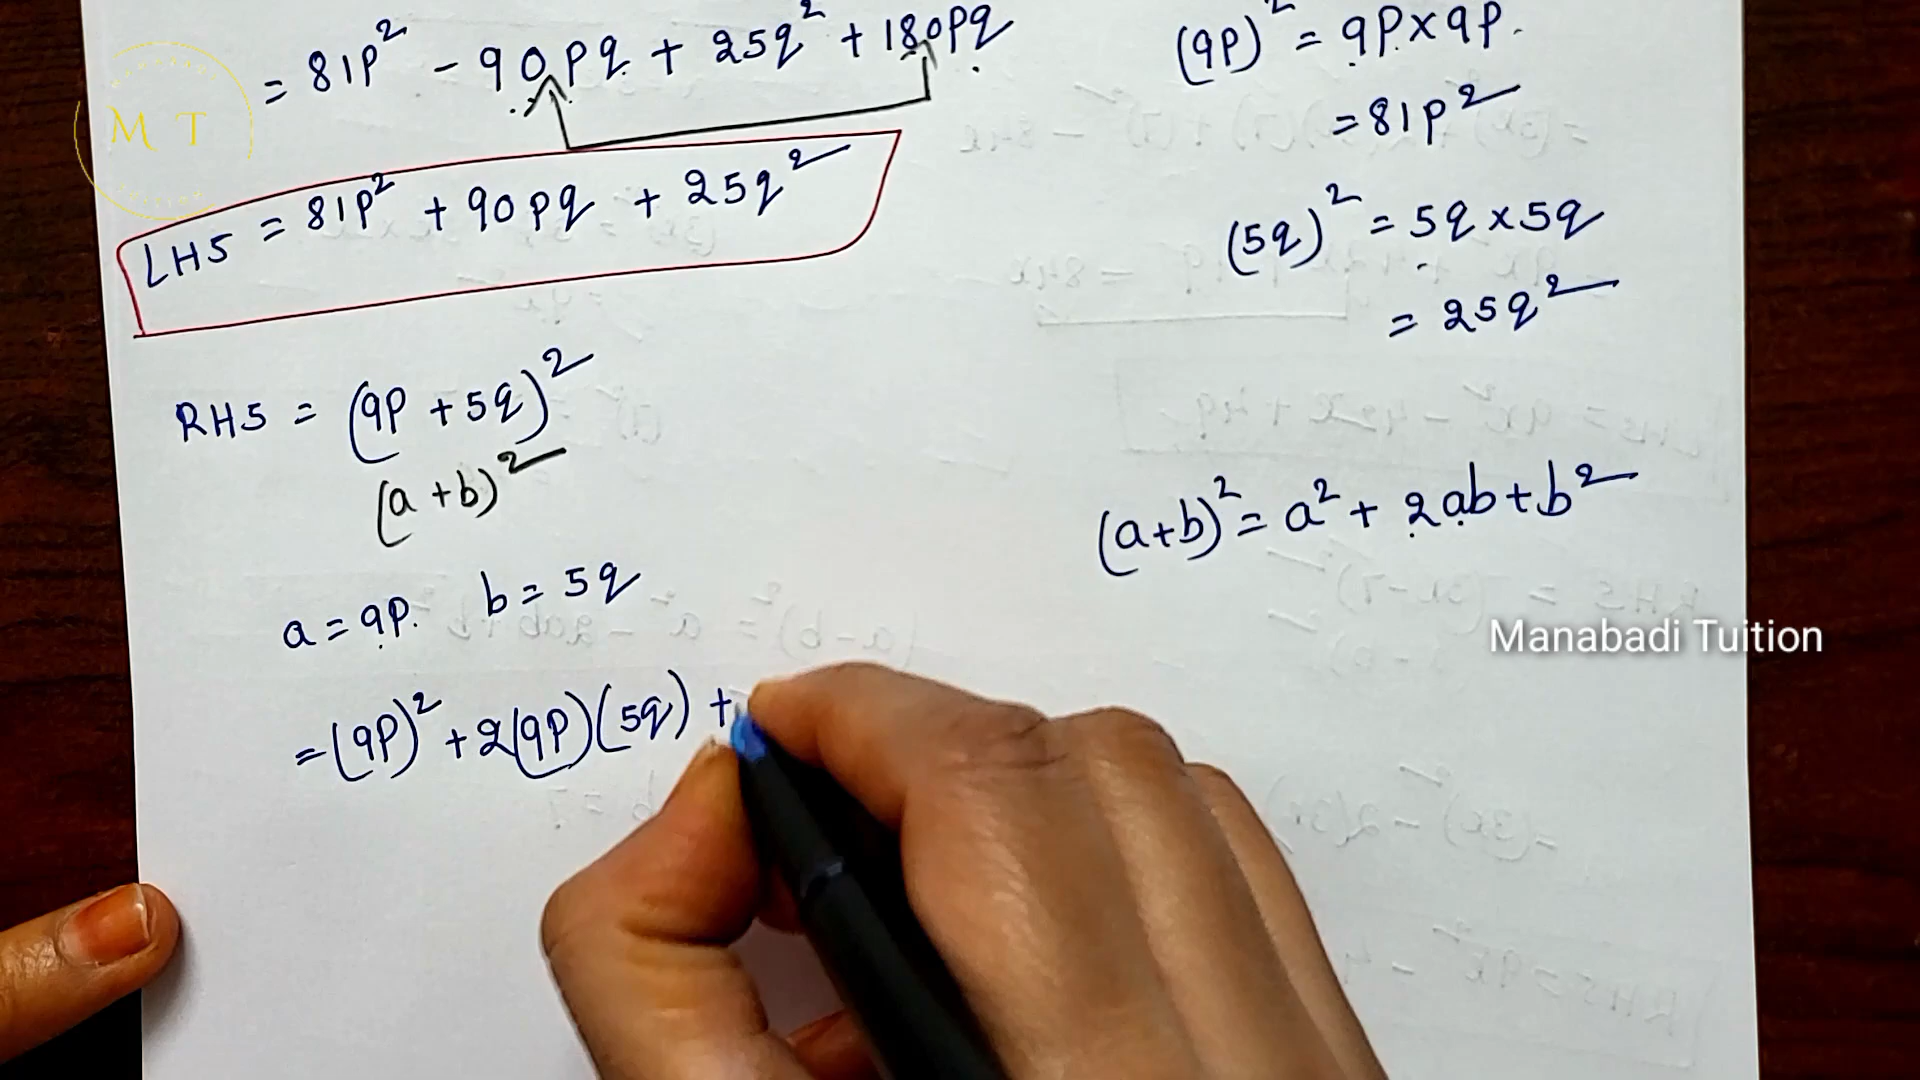 = 81p² - 90pq + 25q² + 180pq
LHS = 81p² + 90pq + 25q²
RHS = (9p + 5q)²
(a + b)²
a = 9p. b = 5q
= (9p)² + 2(9p)(5q) +
(9p)² = 9p × 9p.
= 81p²
(5q)² = 5q × 5q
= 25q²
(a+b)² = a² + 2ab + b²
M T
Manabadi Tuition